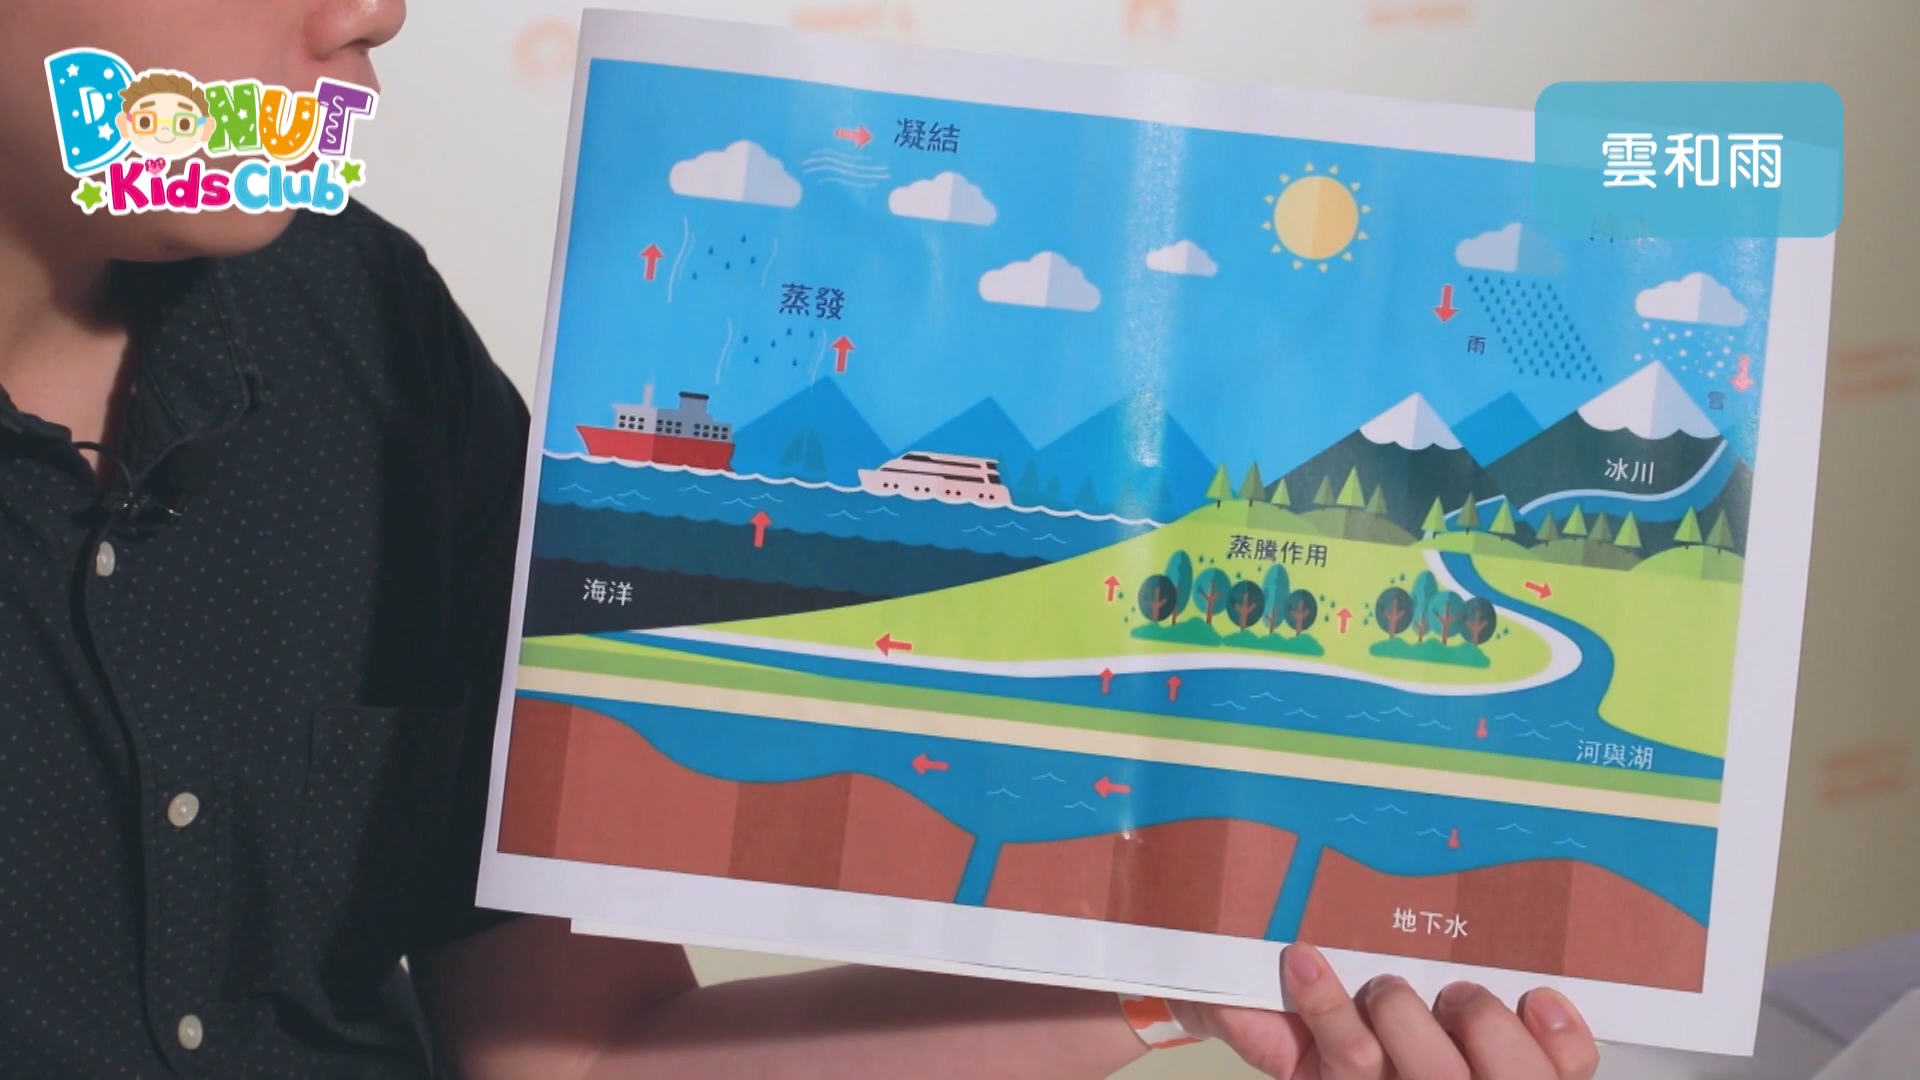 DONUT
Kids Club
雲和雨
凝結
蒸發
雨
雪
冰川
蒸騰作用
海洋
河與湖
地下水